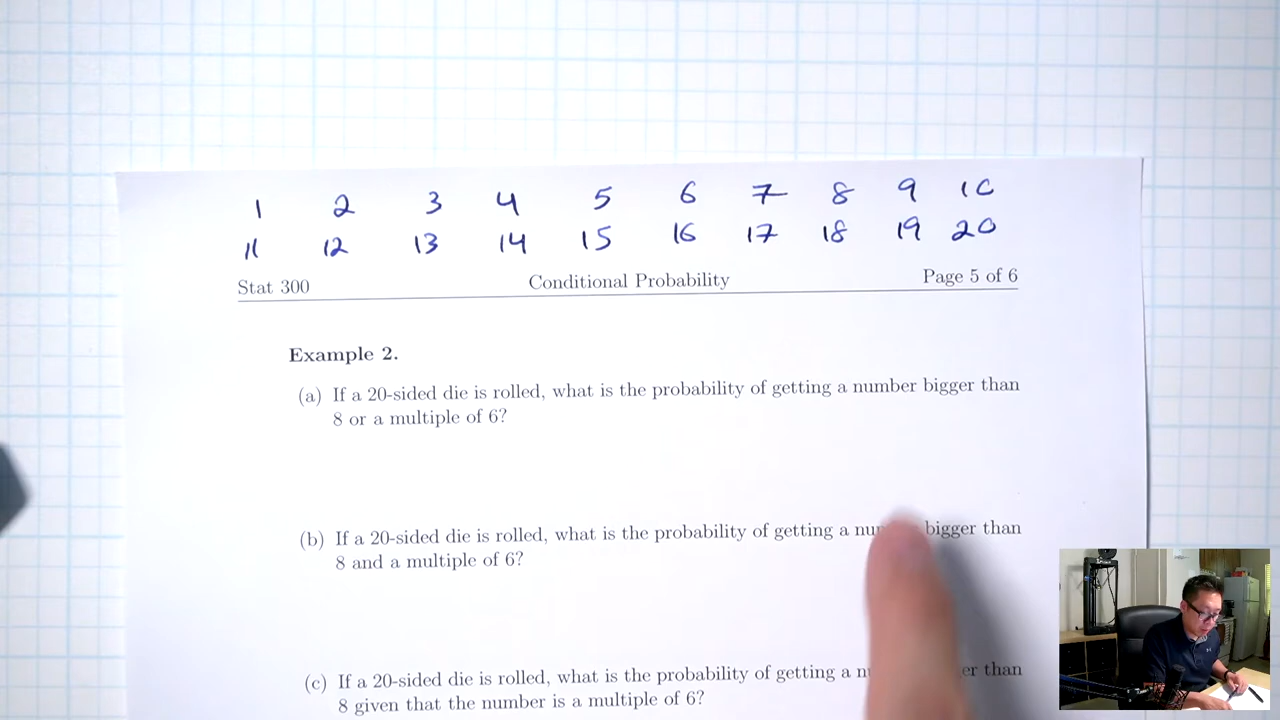 1 2 3 4 5 6 7 8 9 10
11 12 13 14 15 16 17 18 19 20
Stat 300 Conditional Probability Page 5 of 6
Example 2.
(a) If a 20-sided die is rolled, what is the probability of getting a number bigger than
8 or a multiple of 6?
(b) If a 20-sided die is rolled, what is the probability of getting a bigger than
8 and a multiple of 6?
(c) If a 20-sided die is rolled, what is the probability of getting a than
8 given that the number is a multiple of 6?